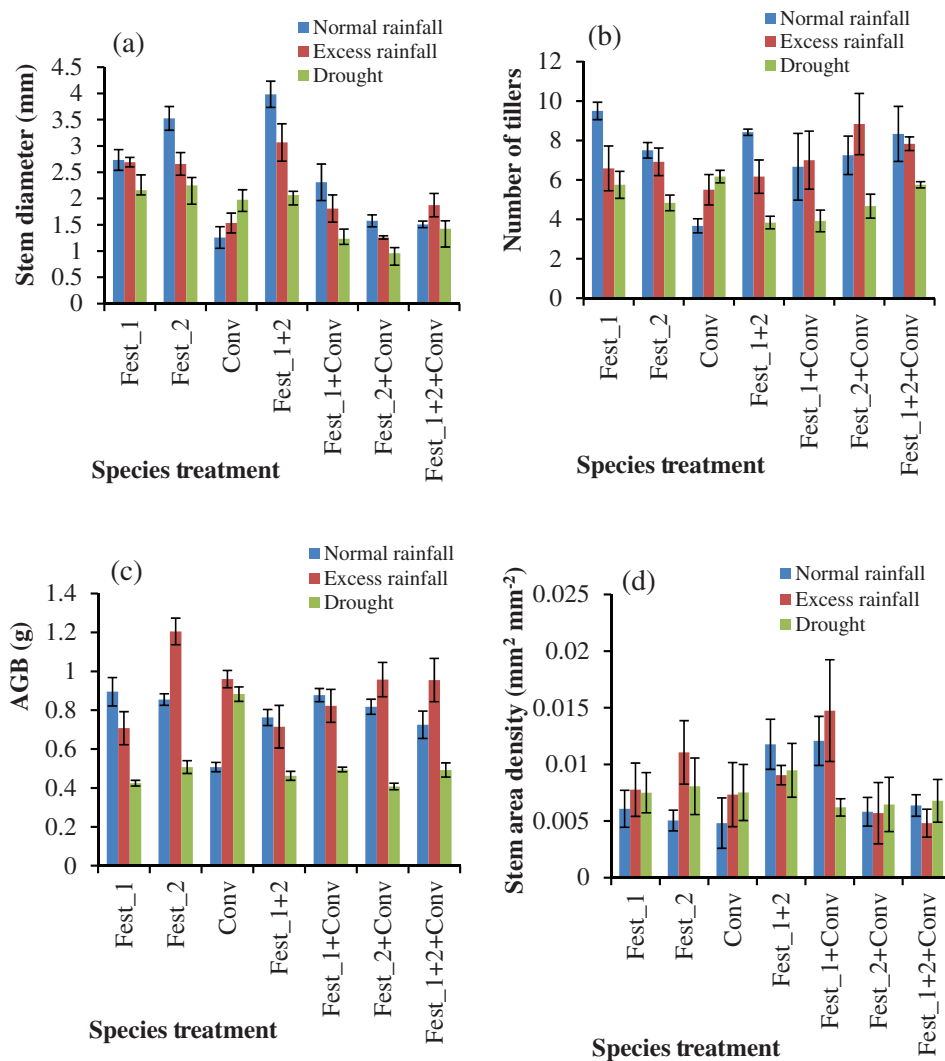 (a)
Normal rainfall
Excess rainfall
Drought
Stem diameter (mm)
4.5
4
3.5
3
2.5
2
1.5
1
0.5
0
Fest_1
Fest_2
Conv
Fest_1+2
Fest_1+Conv
Fest_2+Conv
Fest_1+2+Conv
Species treatment
(b)
Normal rainfall
Excess rainfall
Drought
Number of tillers
12
10
8
6
4
2
0
Fest_1
Fest_2
Conv
Fest_1+2
Fest_1+Conv
Fest_2+Conv
Fest_1+2+Conv
Species treatment
(c)
Normal rainfall
Excess rainfall
Drought
AGB (g)
1.4
1.2
1
0.8
0.6
0.4
0.2
0
Fest_1
Fest_2
Conv
Fest_1+2
Fest_1+Conv
Fest_2+Conv
Fest_1+2+Conv
Species treatment
(d)
Normal rainfall
Excess rainfall
Drought
Stem area density (mm² mm⁻²)
0.025
0.02
0.015
0.01
0.005
0
Fest_1
Fest_2
Conv
Fest_1+2
Fest_1+Conv
Fest_2+Conv
Fest_1+2+Conv
Species treatment